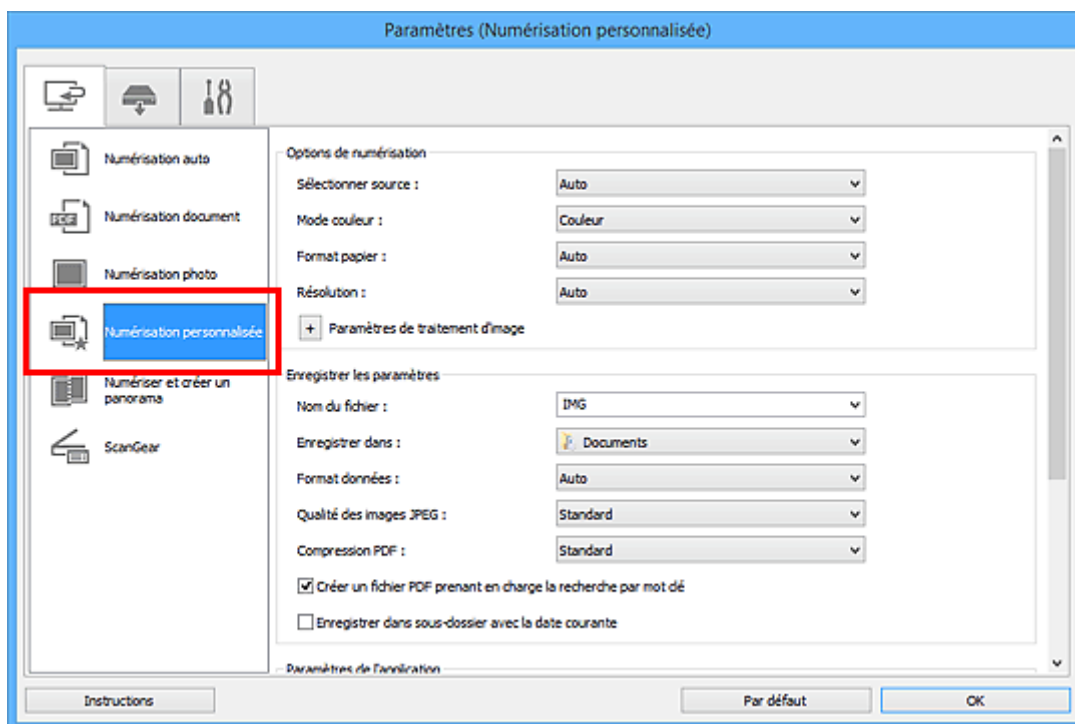 Paramètres (Numérisation personnalisée)
Numérisation auto
Numérisation document
Numérisation photo
Numérisation personnalisée
Numériser et créer un
panorama
ScanGear
Options de numérisation
Sélectionner source : Auto
Mode couleur : Couleur
Format papier : Auto
Résolution : Auto
+ Paramètres de traitement d'image
Enregistrer les paramètres
Nom du fichier : IMG
Enregistrer dans : Documents
Format données : Auto
Qualité des images JPEG : Standard
Compression PDF : Standard
Créer un fichier PDF prenant en charge la recherche par mot clé
Enregistrer dans sous-dossier avec la date courante
Paramètres de l'application
Instructions
Par défaut
OK